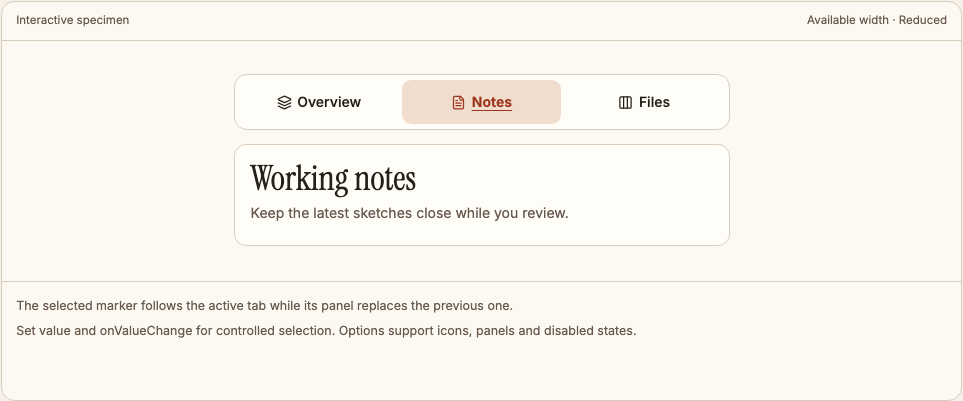 Interactive specimen
Available width · Reduced
Overview
Notes
Files
Working notes
Keep the latest sketches close while you review.
The selected marker follows the active tab while its panel replaces the previous one.
Set value and onValueChange for controlled selection. Options support icons, panels and disabled states.